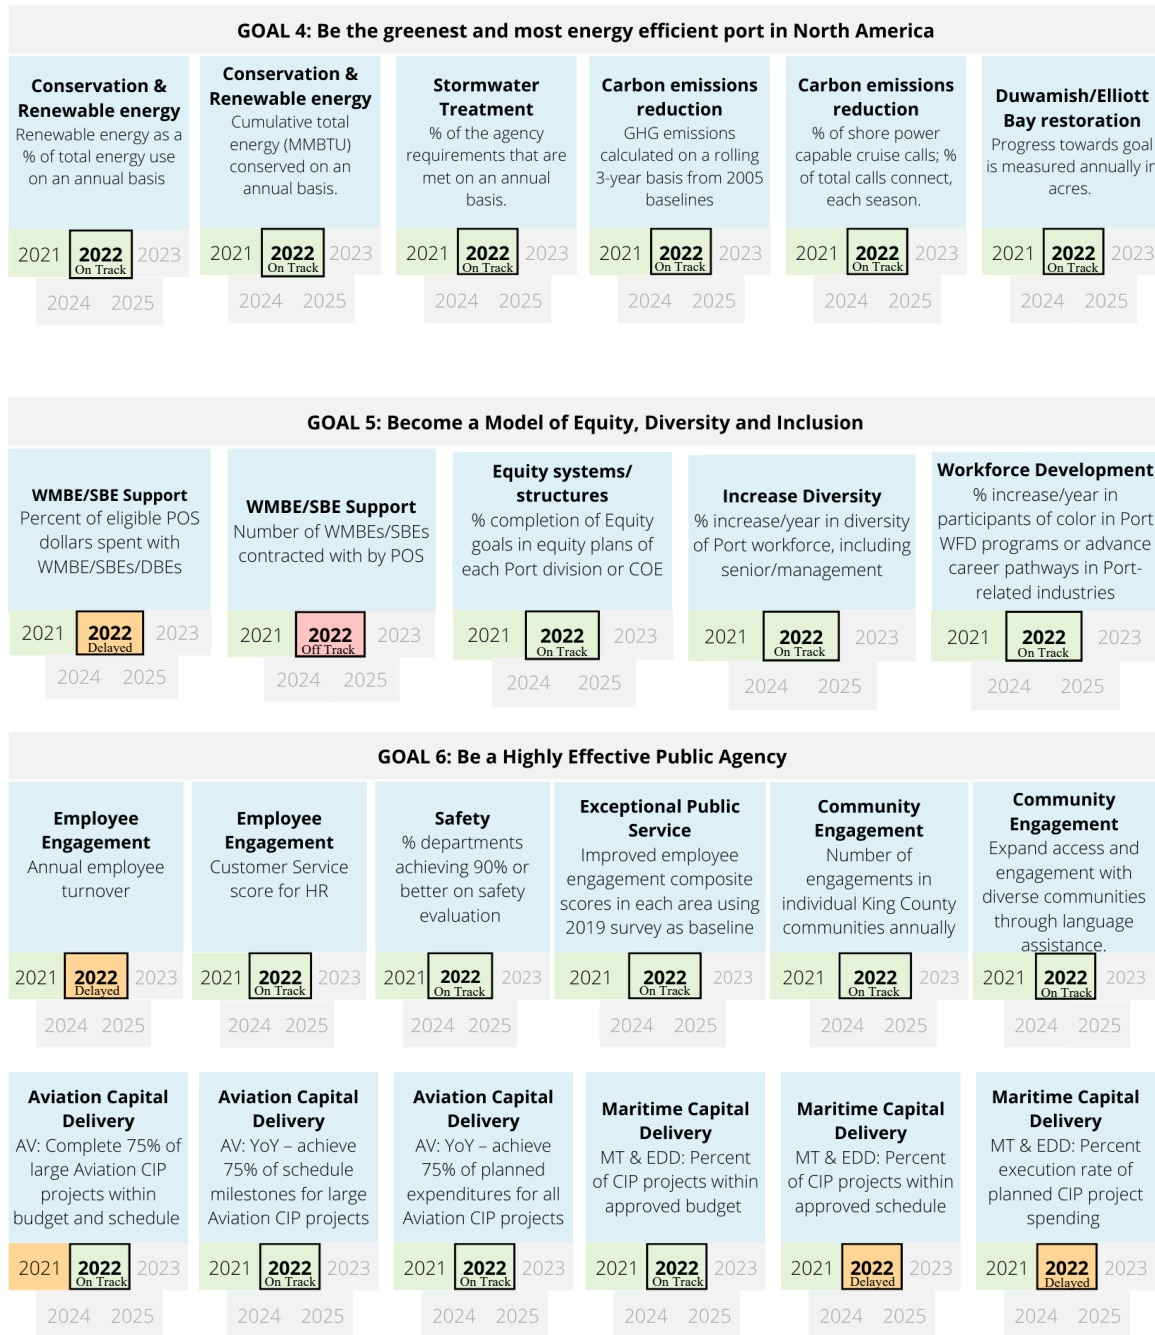 GOAL 4: Be the greenest and most energy efficient port in North America
Conservation &
Renewable energy
Renewable energy as a
% of total energy use
on an annual basis
2021 2022 2023
On Track
2024 2025
Conservation &
Renewable energy
Cumulative total
energy (MMBTU)
conserved on an
annual basis.
2021 2022 2023
On Track
2024 2025
Stormwater
Treatment
% of the agency
requirements that are
met on an annual
basis.
2021 2022 2023
On Track
2024 2025
Carbon emissions
reduction
GHG emissions
calculated on a rolling
3-year basis from 2005
baselines
2021 2022 2023
On Track
2024 2025
Carbon emissions
reduction
% of shore power
capable cruise calls; %
of total calls connect,
each season.
2021 2022 2023
On Track
2024 2025
Duwamish/Elliott
Bay restoration
Progress towards goal
is measured annually in
acres.
2021 2022 2023
On Track
2024 2025
GOAL 5: Become a Model of Equity, Diversity and Inclusion
WMBE/SBE Support
Percent of eligible POS
dollars spent with
WMBE/SBEs/DBEs
2021 2022 2023
Delayed
2024 2025
WMBE/SBE Support
Number of WMBEs/SBEs
contracted with by POS
2021 2022 2023
Off Track
2024 2025
Equity systems/
structures
% completion of Equity
goals in equity plans of
each Port division or COE
2021 2022 2023
On Track
2024 2025
Increase Diversity
% increase/year in diversity
of Port workforce, including
senior/management
2021 2022 2023
On Track
2024 2025
Workforce Development
% increase/year in
participants of color in Port
WFD programs or advance
career pathways in Port-
related industries
2021 2022 2023
On Track
2024 2025
GOAL 6: Be a Highly Effective Public Agency
Employee
Engagement
Annual employee
turnover
2021 2022 2023
Delayed
2024 2025
Employee
Engagement
Customer Service
score for HR
2021 2022 2023
On Track
2024 2025
Safety
% departments
achieving 90% or
better on safety
evaluation
2021 2022 2023
On Track
2024 2025
Exceptional Public
Service
Improved employee
engagement composite
scores in each area using
2019 survey as baseline
2021 2022 2023
On Track
2024 2025
Community
Engagement
Number of
engagements in
individual King County
communities annually
2021 2022 2023
On Track
2024 2025
Community
Engagement
Expand access and
engagement with
diverse communities
through language
assistance.
2021 2022 2023
On Track
2024 2025
Aviation Capital
Delivery
AV: Complete 75% of
large Aviation CIP
projects within
budget and schedule
2021 2022 2023
On Track
2024 2025
Aviation Capital
Delivery
AV: YoY – achieve
75% of schedule
milestones for large
Aviation CIP projects
2021 2022 2023
On Track
2024 2025
Aviation Capital
Delivery
AV: YoY – achieve
75% of planned
expenditures for all
Aviation CIP projects
2021 2022 2023
On Track
2024 2025
Maritime Capital
Delivery
MT & EDD: Percent
of CIP projects within
approved budget
2021 2022 2023
On Track
2024 2025
Maritime Capital
Delivery
MT & EDD: Percent
of CIP projects within
approved schedule
2021 2022 2023
Delayed
2024 2025
Maritime Capital
Delivery
MT & EDD: Percent
execution rate of
planned CIP project
spending
2021 2022 2023
Delayed
2024 2025